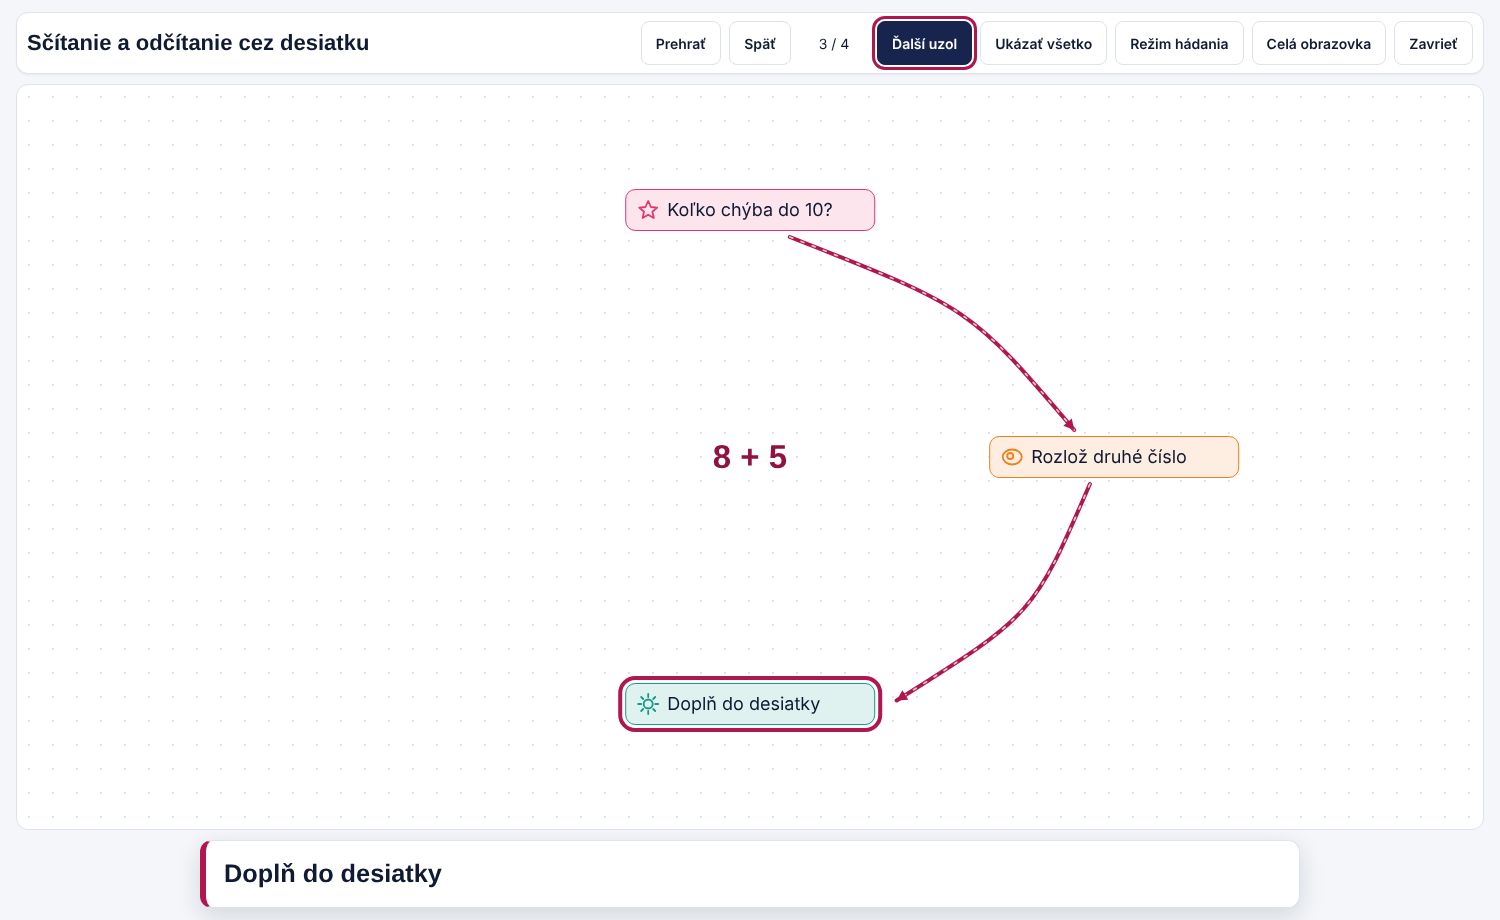 Sčítanie a odčítanie cez desiatku
Prehrať
Späť
3 / 4
Ďalší uzol
Ukázať všetko
Režim hádania
Celá obrazovka
Zavrieť
Koľko chýba do 10?
8 + 5
Rozlož druhé číslo
Doplň do desiatky
Doplň do desiatky